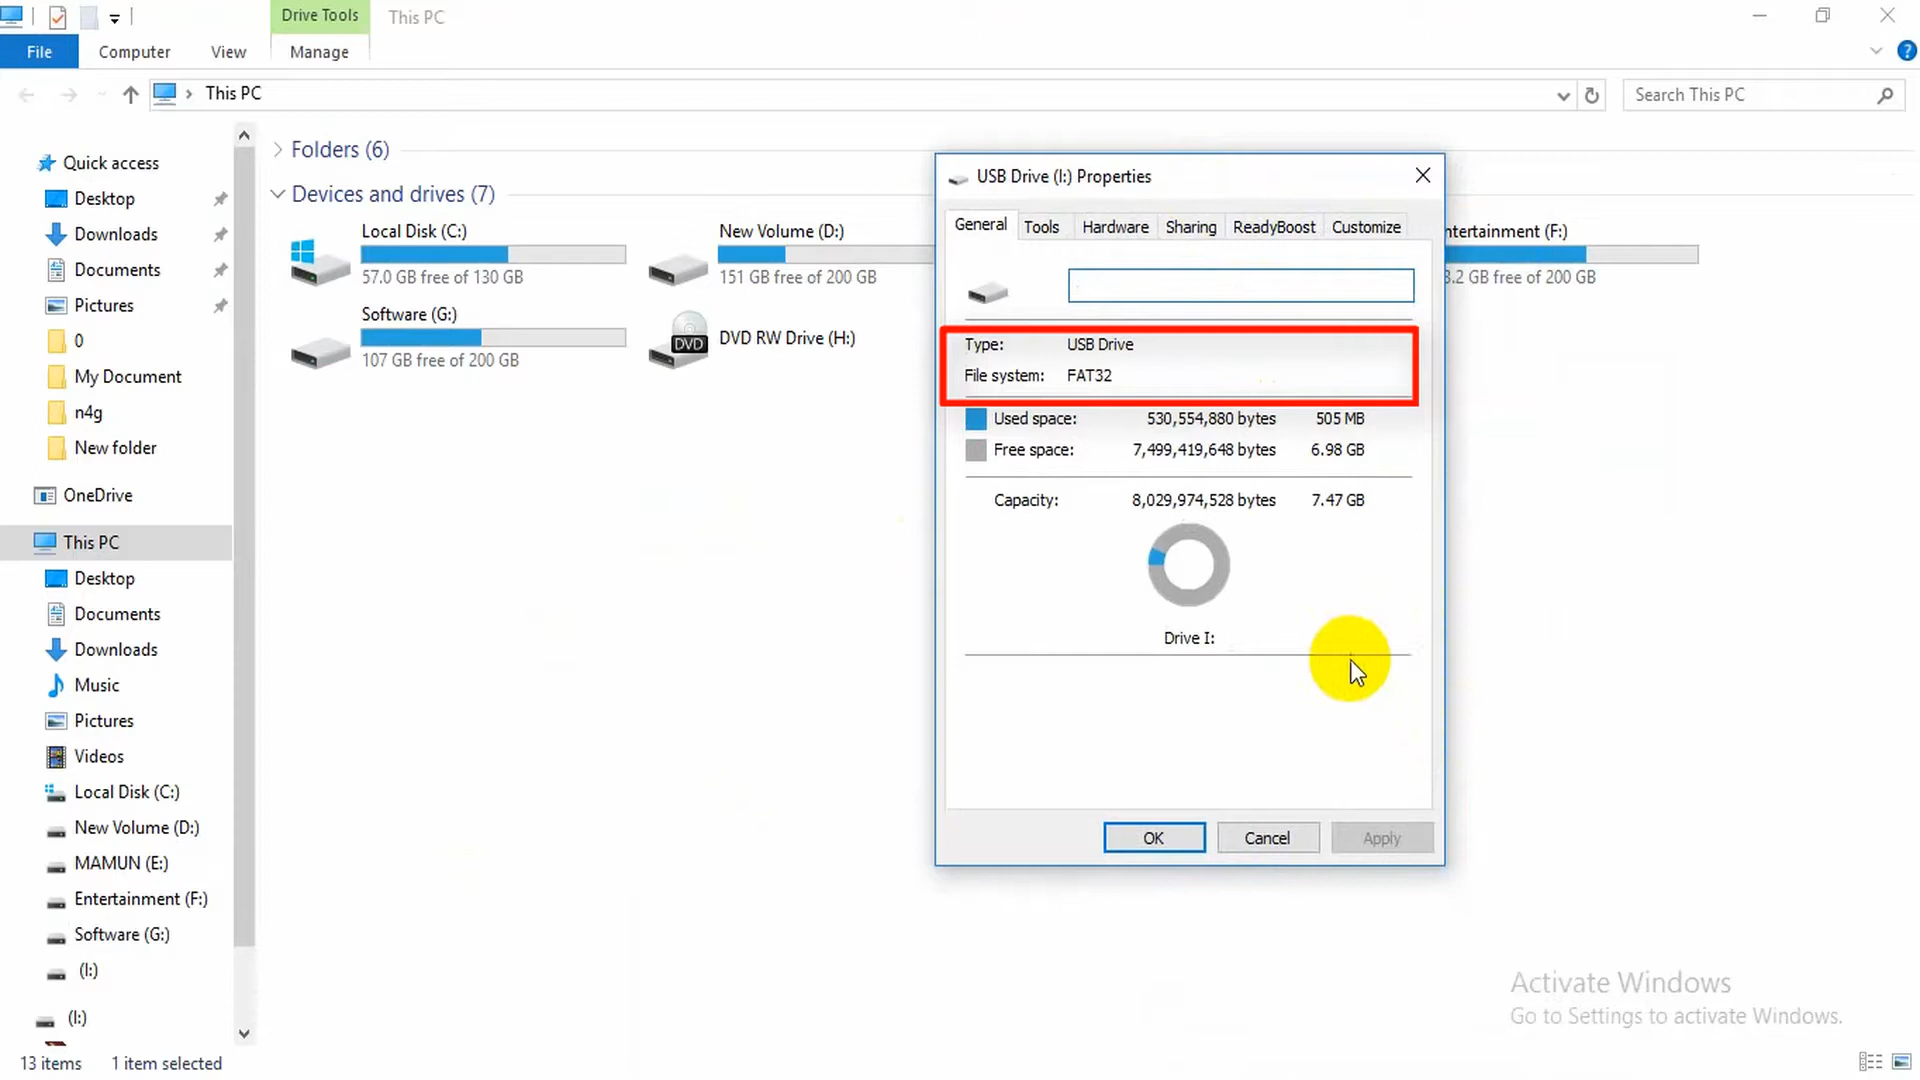 Drive Tools
This PC
File
Computer
View
Manage
This PC
Search This PC
Quick access
Desktop
Downloads
Documents
Pictures
0
My Document
n4g
New folder
OneDrive
This PC
Desktop
Documents
Downloads
Music
Pictures
Videos
Local Disk (C:)
New Volume (D:)
MAMUN (E:)
Entertainment (F:)
Software (G:)
(I:)
(I:)
Folders (6)
Devices and drives (7)
Local Disk (C:)
57.0 GB free of 130 GB
New Volume (D:)
151 GB free of 200 GB
ntertainment (F:)
3.2 GB free of 200 GB
Software (G:)
107 GB free of 200 GB
DVD
DVD RW Drive (H:)
USB Drive (I:) Properties
General
Tools
Hardware
Sharing
ReadyBoost
Customize
Type: USB Drive
File system: FAT32
Used space: 530,554,880 bytes 505 MB
Free space: 7,499,419,648 bytes 6.98 GB
Capacity: 8,029,974,528 bytes 7.47 GB
Drive I:
OK
Cancel
Apply
Activate Windows
Go to Settings to activate Windows.
13 items
1 item selected